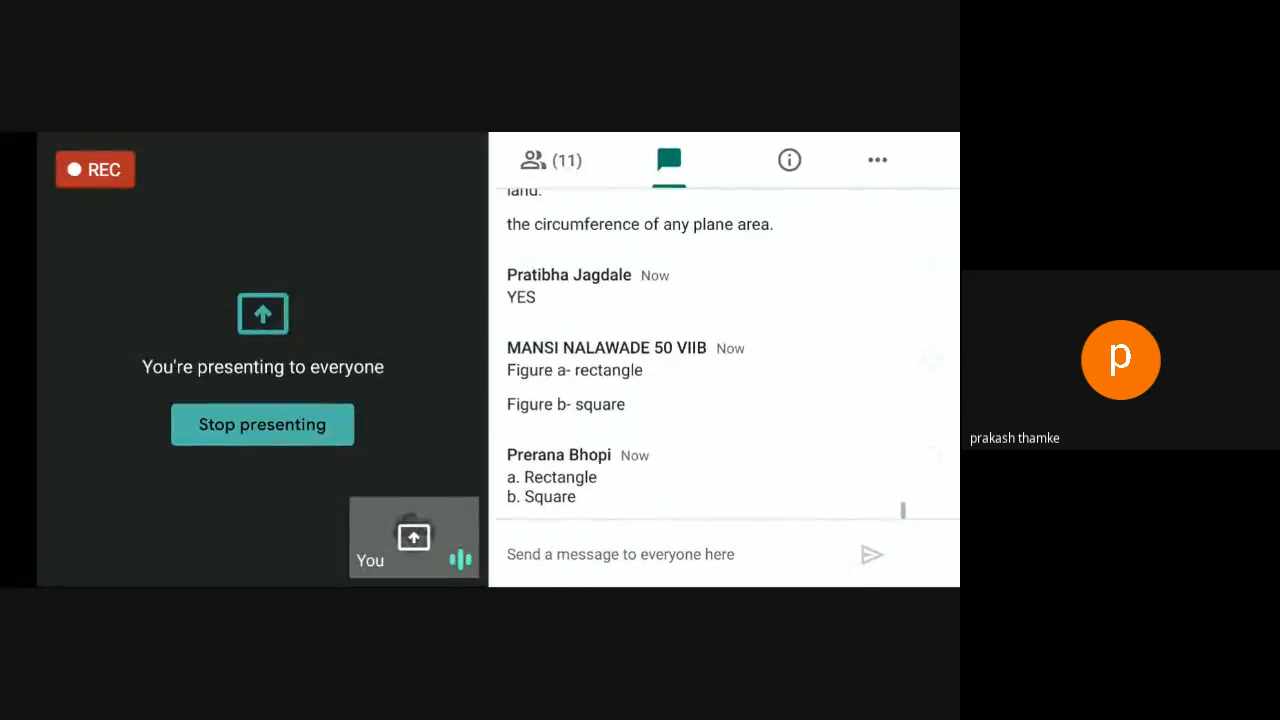 REC
(11)
land.
the circumference of any plane area.
Pratibha Jagdale Now
YES
MANSI NALAWADE 50 VIIB Now
Figure a- rectangle
Figure b- square
Prerana Bhopi Now
a. Rectangle
b. Square
Send a message to everyone here
You're presenting to everyone
Stop presenting
You
p
prakash thamke